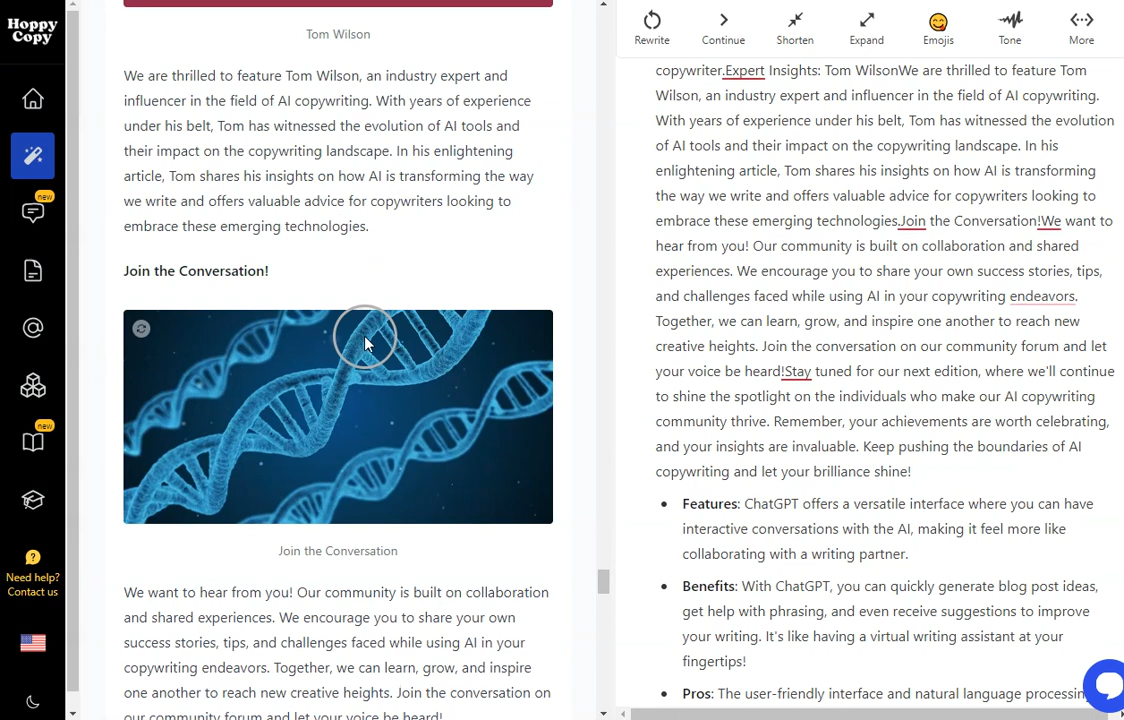 Hoppy
Copy
new
new
Need help?
Contact us
Tom Wilson
We are thrilled to feature Tom Wilson, an industry expert and
influencer in the field of AI copywriting. With years of experience
under his belt, Tom has witnessed the evolution of AI tools and
their impact on the copywriting landscape. In his enlightening
article, Tom shares his insights on how AI is transforming the way
we write and offers valuable advice for copywriters looking to
embrace these emerging technologies.
Join the Conversation!
Join the Conversation
We want to hear from you! Our community is built on collaboration
and shared experiences. We encourage you to share your own
success stories, tips, and challenges faced while using AI in your
copywriting endeavors. Together, we can learn, grow, and inspire
one another to reach new creative heights. Join the conversation on
our community forum and let your voice be heard!
Rewrite
Continue
Shorten
Expand
Emojis
Tone
More
copywriter.Expert Insights: Tom WilsonWe are thrilled to feature Tom
Wilson, an industry expert and influencer in the field of AI copywriting.
With years of experience under his belt, Tom has witnessed the evolution
of AI tools and their impact on the copywriting landscape. In his
enlightening article, Tom shares his insights on how AI is transforming
the way we write and offers valuable advice for copywriters looking to
embrace these emerging technologies.Join the Conversation!We want to
hear from you! Our community is built on collaboration and shared
experiences. We encourage you to share your own success stories, tips,
and challenges faced while using AI in your copywriting endeavors.
Together, we can learn, grow, and inspire one another to reach new
creative heights. Join the conversation on our community forum and let
your voice be heard!Stay tuned for our next edition, where we'll continue
to shine the spotlight on the individuals who make our AI copywriting
community thrive. Remember, your achievements are worth celebrating,
and your insights are invaluable. Keep pushing the boundaries of AI
copywriting and let your brilliance shine!
Features: ChatGPT offers a versatile interface where you can have
interactive conversations with the AI, making it feel more like
collaborating with a writing partner.
Benefits: With ChatGPT, you can quickly generate blog post ideas,
get help with phrasing, and even receive suggestions to improve
your writing. It's like having a virtual writing assistant at your
fingertips!
Pros: The user-friendly interface and natural language processing